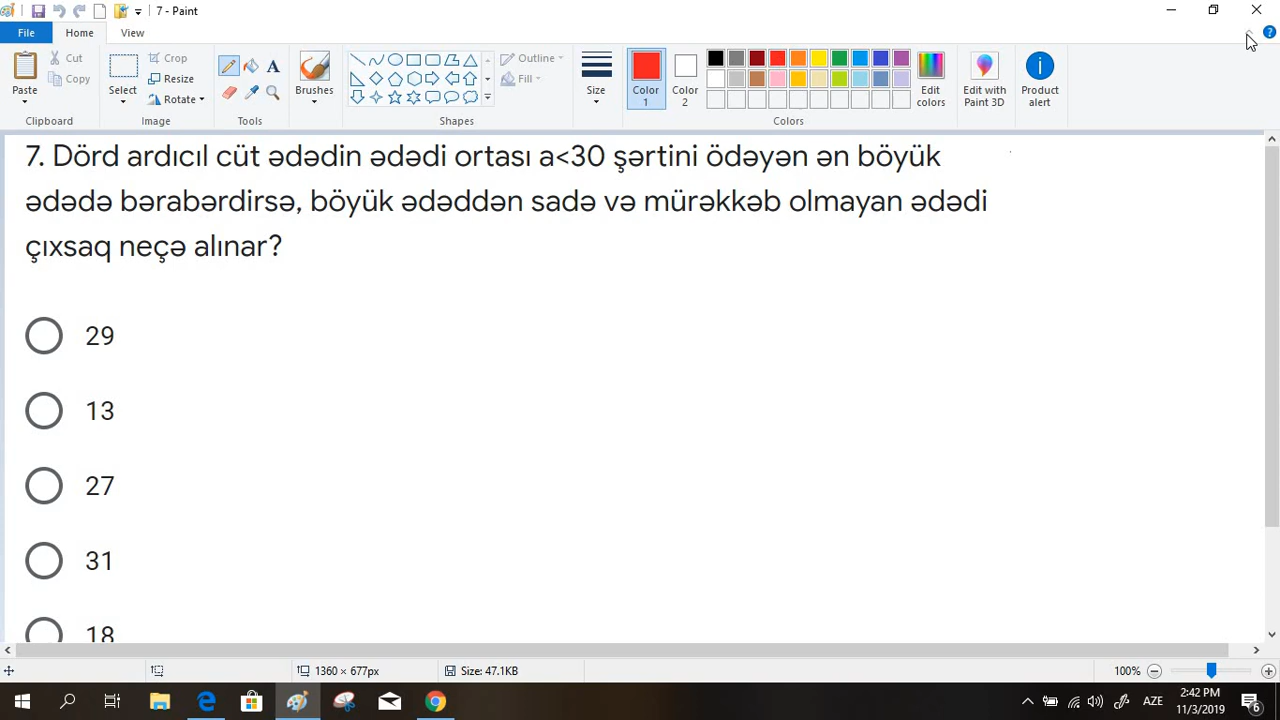 7 - Paint
File
Home
View
Paste
Cut
Copy
Clipboard
Select
Crop
Resize
Rotate
Image
A
Tools
Brushes
Outline
Fill
Shapes
Size
Color
1
Color
2
Edit
colors
Colors
Edit with
Paint 3D
Product
alert
7. Dörd ardıcıl cüt ədədin ədədi ortası a<30 şərtini ödəyən ən böyük
ədədə bərabərdirsə, böyük ədəddən sadə və mürəkkəb olmayan ədədi
çıxsaq neçə alınar?
29
13
27
31
18
1360 × 677px
Size: 47.1KB
100%
AZE
2:42 PM
11/3/2019
6